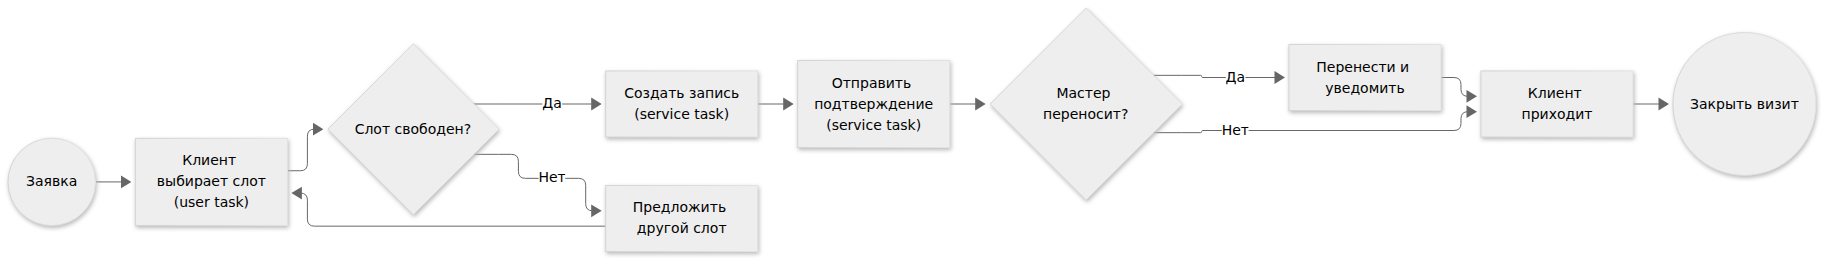 Заявка
Клиент
выбирает слот
(user task)
Слот свободен?
Да
Нет
Создать запись
(service task)
Предложить
другой слот
Отправить
подтверждение
(service task)
Мастер
переносит?
Да
Нет
Перенести и
уведомить
Клиент
приходит
Закрыть визит